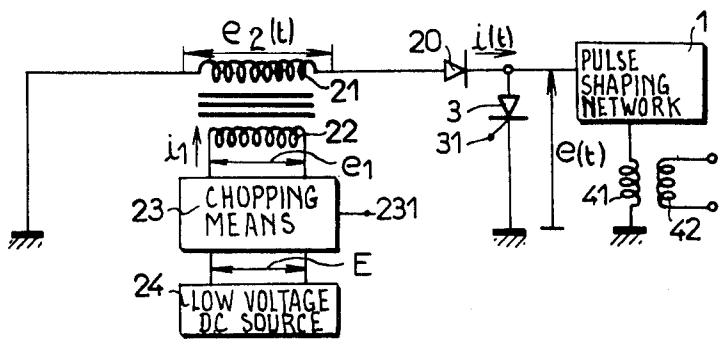 e2(t)
20
i(t)
1
PULSE
SHAPING
NETWORK
21
3
31
e(t)
22
i1
e1
41
42
23
CHOPPING
MEANS
231
E
24
LOW VOLTAGE
DC SOURCE